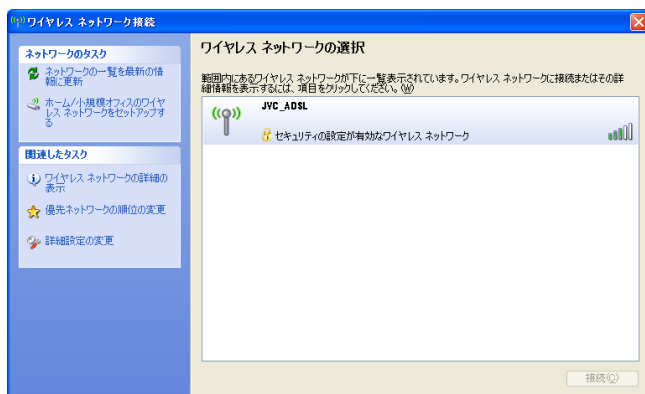 ワイヤレス ネットワーク接続
ネットワークのタスク
ネットワークの一覧を最新の情
報に更新
ホーム/小規模オフィスのワイヤ
レス ネットワークをセットアップす
る
関連したタスク
ワイヤレス ネットワークの詳細の
表示
優先ネットワークの順位の変更
詳細設定の変更
ワイヤレス ネットワークの選択
範囲内にあるワイヤレス ネットワークが下に一覧表示されています。ワイヤレス ネットワークに接続またはその詳
細情報を表示するには、項目をクリックしてください。(W)
JYC_ADSL
セキュリティの設定が有効なワイヤレス ネットワーク
接続(C)